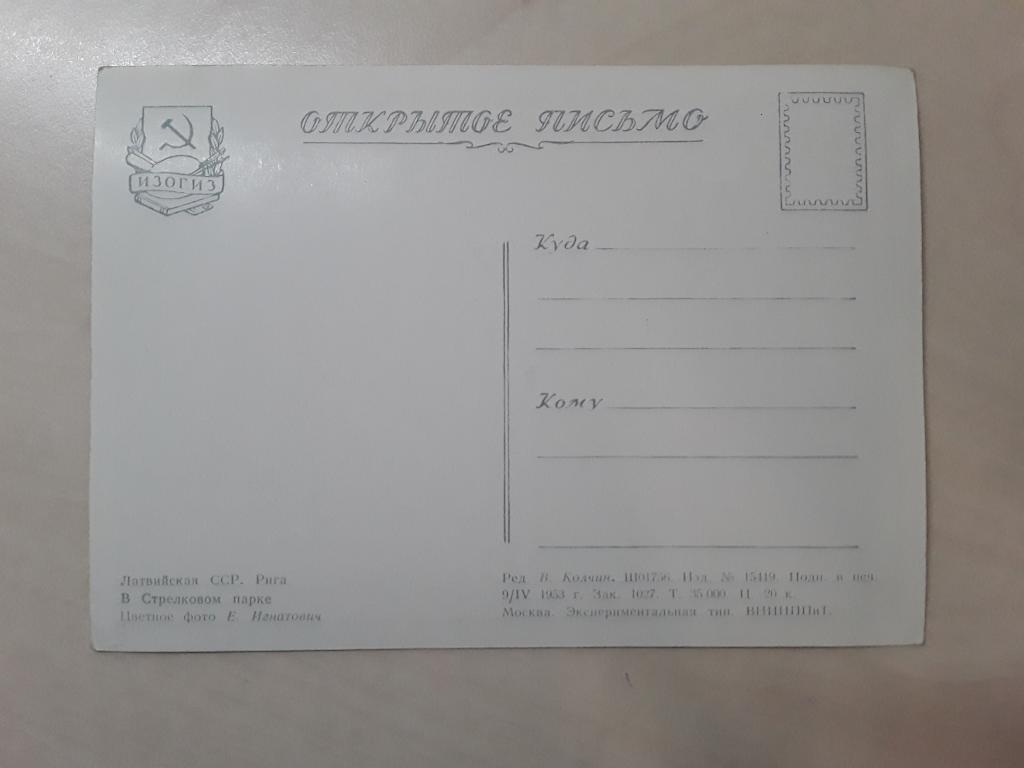 ОТКРЫТОЕ ПИСЬМО
ИЗОГИЗ
Куда
Кому
Латвийская ССР. Рига
В Стрелковом парке
Цветное фото Е. Игнатович
Ред. В. Колчин. Ш01756. Изд. № 15419. Подп. в печ.
9/IV 1953 г. Зак. 1027. Т. 35 000. Ц. 20 к.
Москва. Экспериментальная тип.